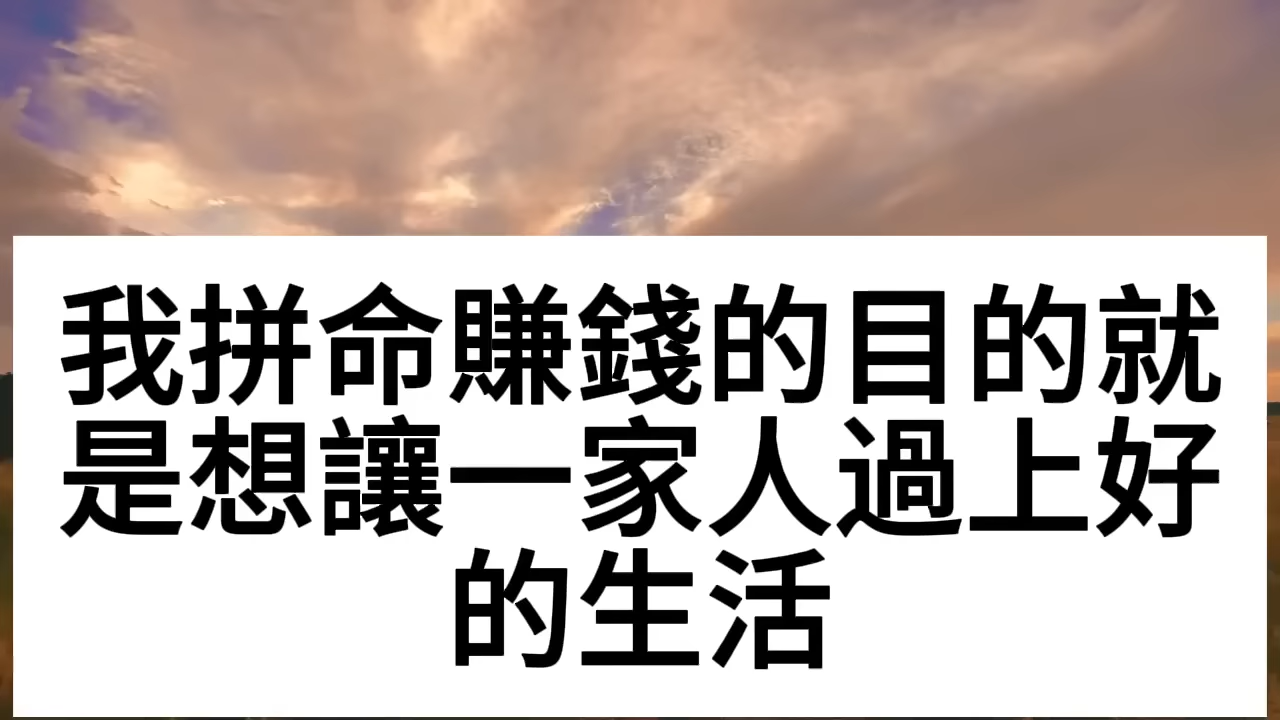 我拼命賺錢的目的就
是想讓一家人過上好
的生活